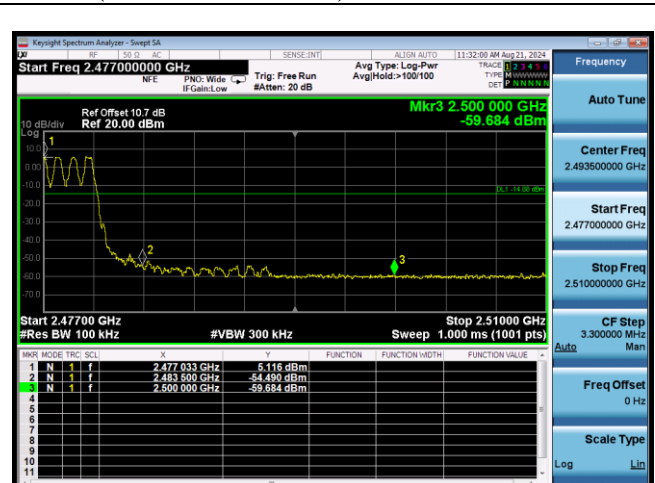 Keysight Spectrum Analyzer - Swept SA
RF 50 Ω AC SENSE:INT ALIGN AUTO 11:32:00 AM Aug 21, 2024
Start Freq 2.477000000 GHz
NFE PNO: Wide IFGain:Low
Trig: Free Run #Atten: 20 dB
Avg Type: Log-Pwr Avg|Hold:>100/100
TRACE 1 2 3 4 5 6
TYPE M WWWWW
DET P N N N N N
Frequency
Mkr3 2.500 000 GHz
-59.684 dBm
Ref Offset 10.7 dB
10 dB/div Ref 20.00 dBm
Log
10.0
0.00
-10.0
-20.0
-30.0
-40.0
-50.0
-60.0
-70.0
1
2
3
DL1 -14.88 dBm
Start 2.47700 GHz Stop 2.51000 GHz
#Res BW 100 kHz #VBW 300 kHz Sweep 1.000 ms (1001 pts)
MKR MODE TRC SCL X Y FUNCTION FUNCTION WIDTH FUNCTION VALUE
1 N 1 f 2.477 033 GHz 5.116 dBm
2 N 1 f 2.483 500 GHz -54.490 dBm
3 N 1 f 2.500 000 GHz -59.684 dBm
4
5
6
7
8
9
10
11
Auto Tune
Center Freq
2.493500000 GHz
Start Freq
2.477000000 GHz
Stop Freq
2.510000000 GHz
CF Step
3.300000 MHz
Auto Man
Freq Offset
0 Hz
Scale Type
Log Lin